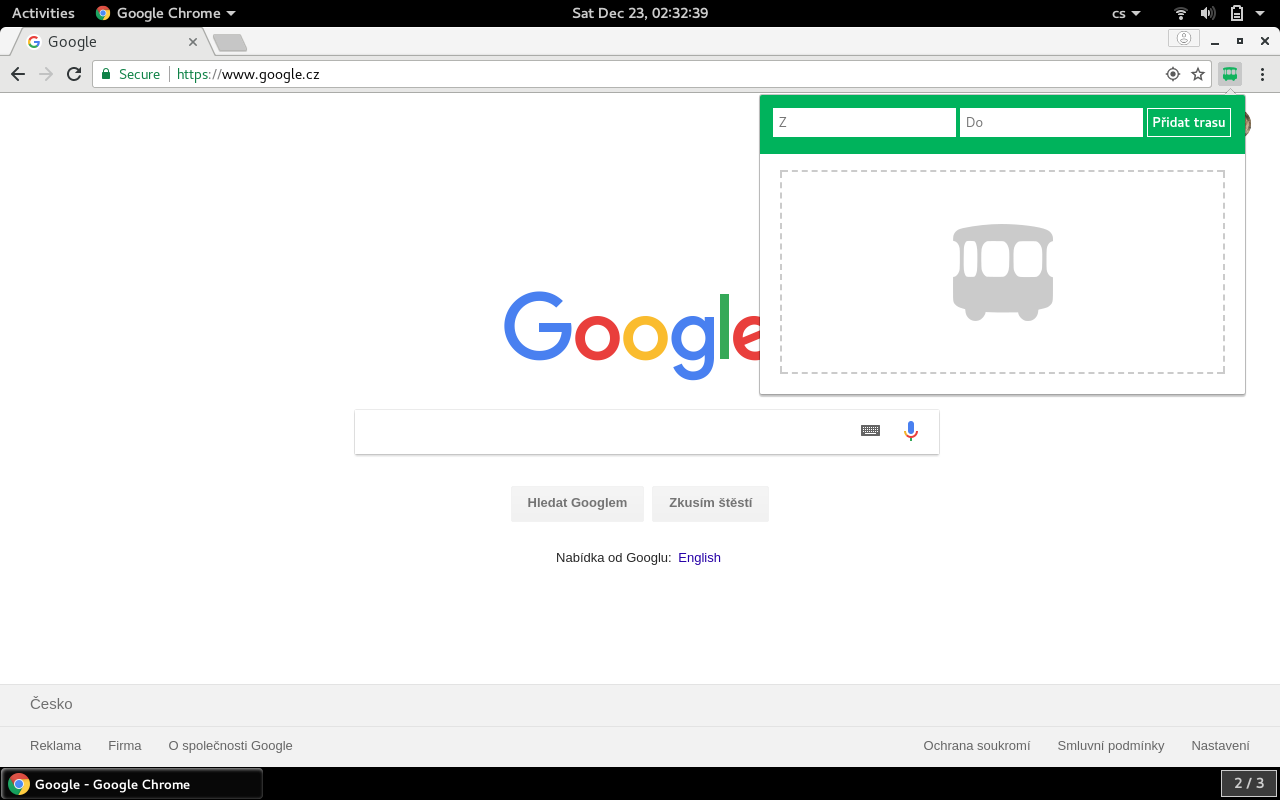 Activities Google Chrome Sat Dec 23, 02:32:39 cs
Google
Secure https://www.google.cz
Z Do Přidat trasu
Google
Hledat Googlem Zkusím štěstí
Nabídka od Googlu: English
Česko
Reklama Firma O společnosti Google Ochrana soukromí Smluvní podmínky Nastavení
Google - Google Chrome 2 / 3